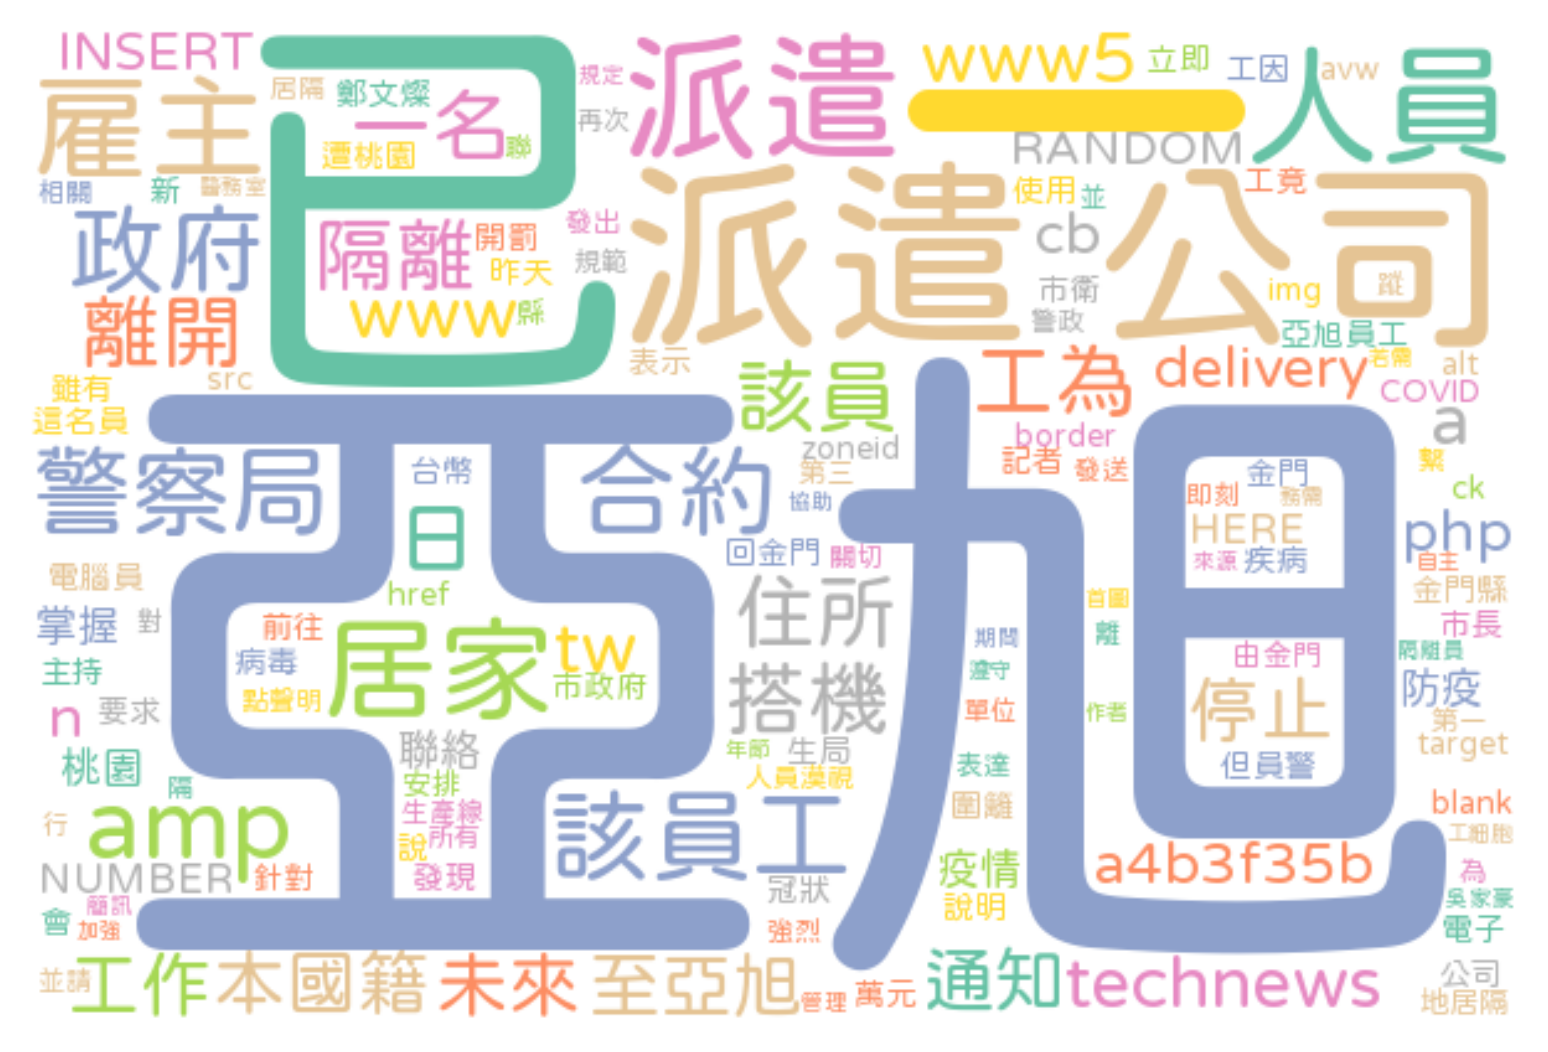 INSERT
派遣
www5
立即
工因
avw
人員
雇主
居隔
鄭文燦
規定
已
一名
聯
再次
一
RANDOM
遭桃園
相關
新
醫務室
派遣公司
使用
並
工竟
政府
隔離
開罰
發出
cb
昨天
規範
市衛
img
蹤
www
縣
警政
離開
亞旭員工
表示
工為
delivery
若需
alt
src
雖有
該員
COVID
這名員
亞旭
a
border
zoneid
記者
發送
警察局
台幣
合約
第三
金門
繫
協助
即刻
務需
ck
日
HERE
php
回金門
關切
來源
疾病
自主
電腦員
href
住所
首圖
金門縣
掌握
對
前往
居家
tw
期間
離
市長
病毒
由金門
隔離員
主持
遵守
點聲明
市政府
搭機
停止
防疫
n
要求
單位
作者
第一
聯絡
年節
生局
target
桃園
隔
安排
人員漠視
表達
但員警
行
amp
生產線
該員工
圍籬
blank
說
所有
工細胞
NUMBER
針對
發現
冠狀
疫情
a4b3f35b
為
簡訊
說明
吳家豪
會
加強
強烈
電子
並請
工作
本國籍
未來
至亞旭
管理
萬元
通知
technews
公司
地居隔